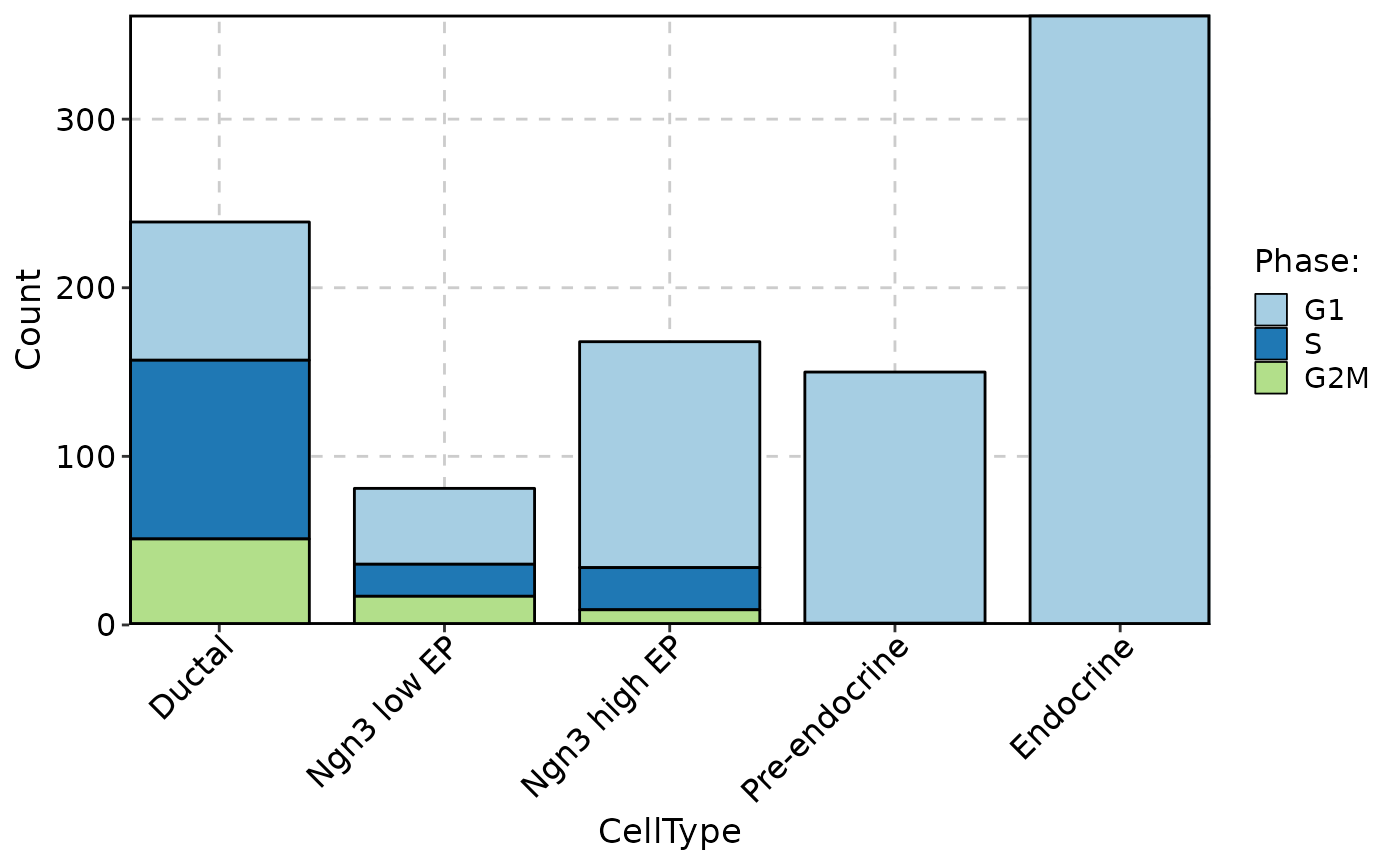 300
200
100
0
Count
Ductal
Ngn3 low EP
Ngn3 high EP
Pre-endocrine
Endocrine
CellType
Phase:
G1
S
G2M